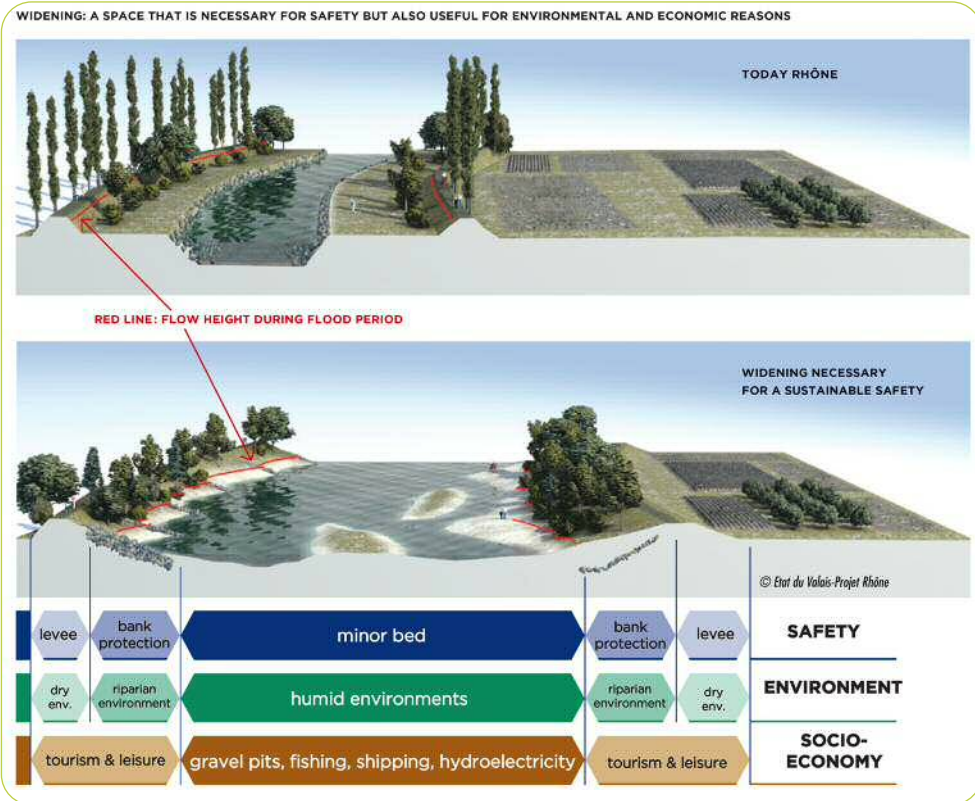 WIDENING: A SPACE THAT IS NECESSARY FOR SAFETY BUT ALSO USEFUL FOR ENVIRONMENTAL AND ECONOMIC REASONS
TODAY RHÔNE
RED LINE: FLOW HEIGHT DURING FLOOD PERIOD
WIDENING NECESSARY
FOR A SUSTAINABLE SAFETY
© Etat du Valais-Projet Rhône
levee
bank
protection
minor bed
bank
protection
levee
SAFETY
dry
env.
riparian
environment
humid environments
riparian
environment
dry
env.
ENVIRONMENT
tourism & leisure
gravel pits, fishing, shipping, hydroelectricity
tourism & leisure
SOCIO-
ECONOMY